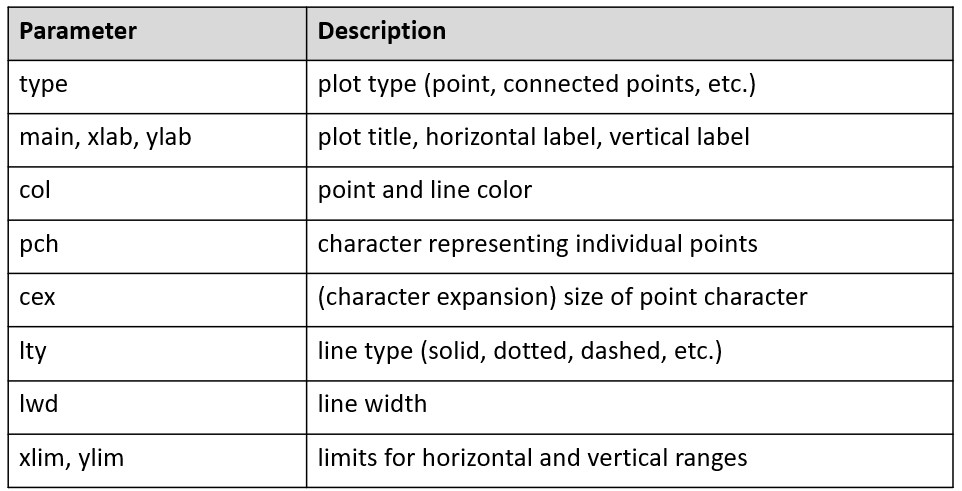 Parameter Description
type plot type (point, connected points, etc.)
main, xlab, ylab plot title, horizontal label, vertical label
col point and line color
pch character representing individual points
cex (character expansion) size of point character
lty line type (solid, dotted, dashed, etc.)
lwd line width
xlim, ylim limits for horizontal and vertical ranges